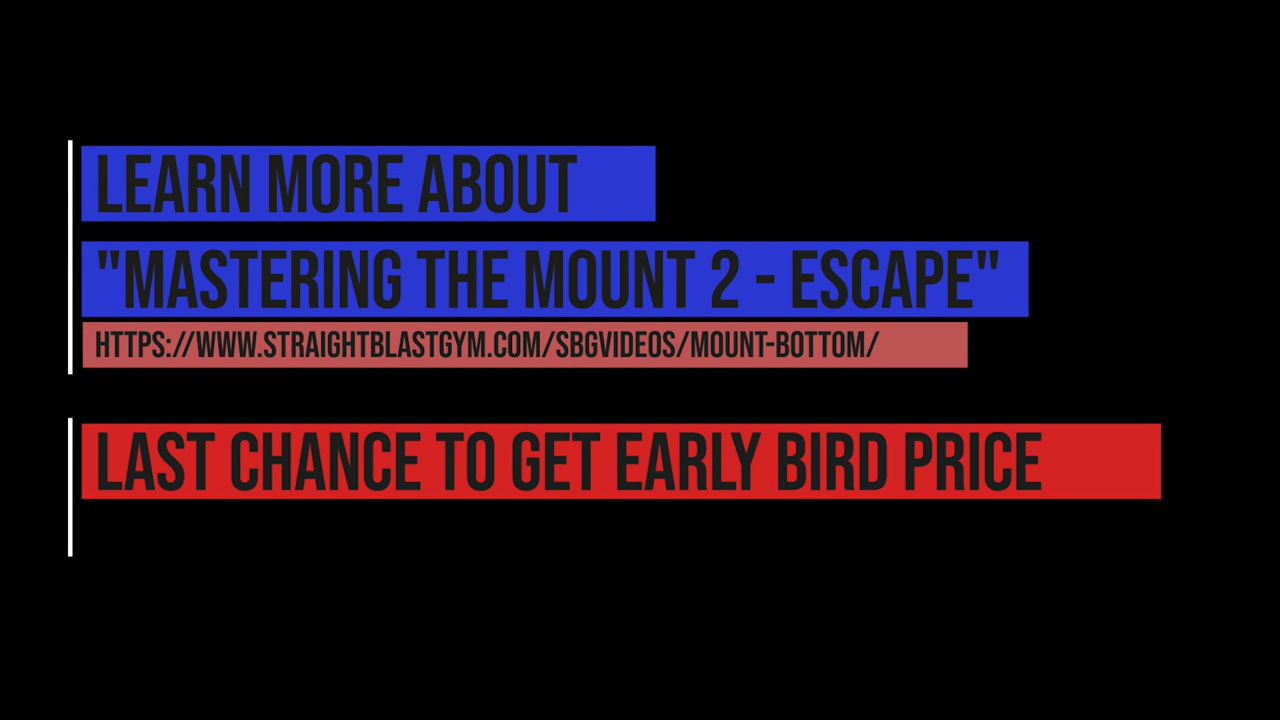 LEARN MORE ABOUT
"MASTERING THE MOUNT 2 - ESCAPE"
HTTPS://WWW.STRAIGHTBLASTGYM.COM/SBGVIDEOS/MOUNT-BOTTOM/
LAST CHANCE TO GET EARLY BIRD PRICE